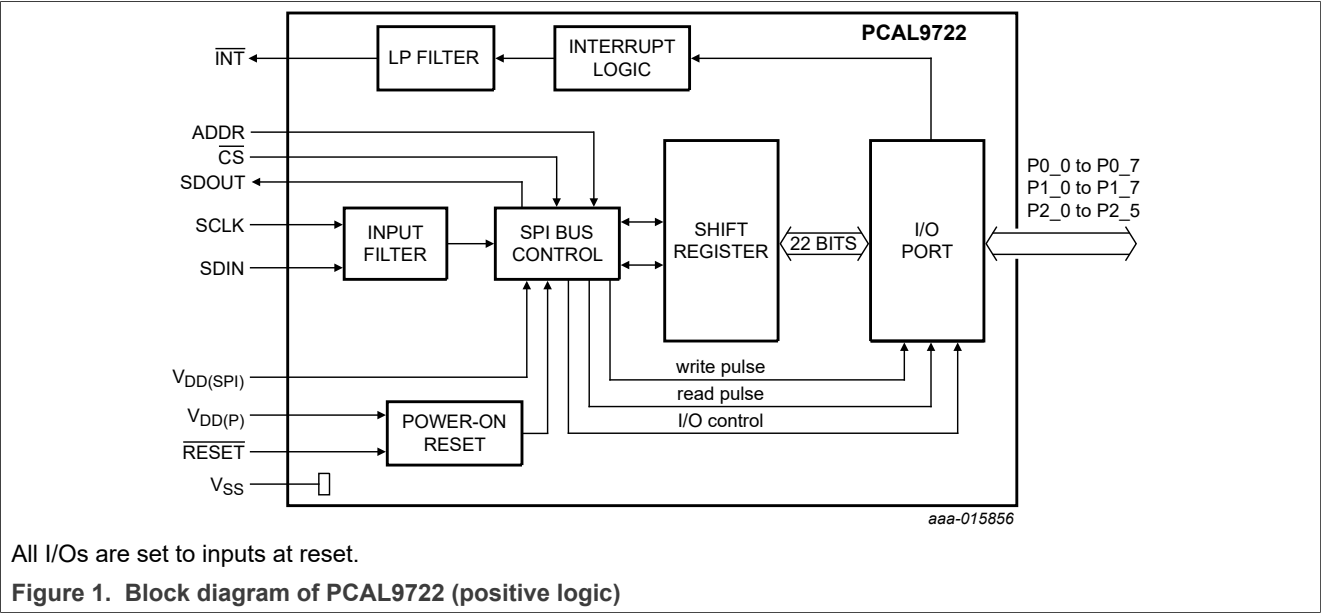 PCAL9722
INT
LP FILTER
INTERRUPT
LOGIC
ADDR
CS
SDOUT
SCLK
SDIN
INPUT
FILTER
SPI BUS
CONTROL
SHIFT
REGISTER
22 BITS
I/O
PORT
P0_0 to P0_7
P1_0 to P1_7
P2_0 to P2_5
write pulse
read pulse
I/O control
VDD(SPI)
VDD(P)
RESET
VSS
POWER-ON
RESET
aaa-015856
All I/Os are set to inputs at reset.
Figure 1. Block diagram of PCAL9722 (positive logic)